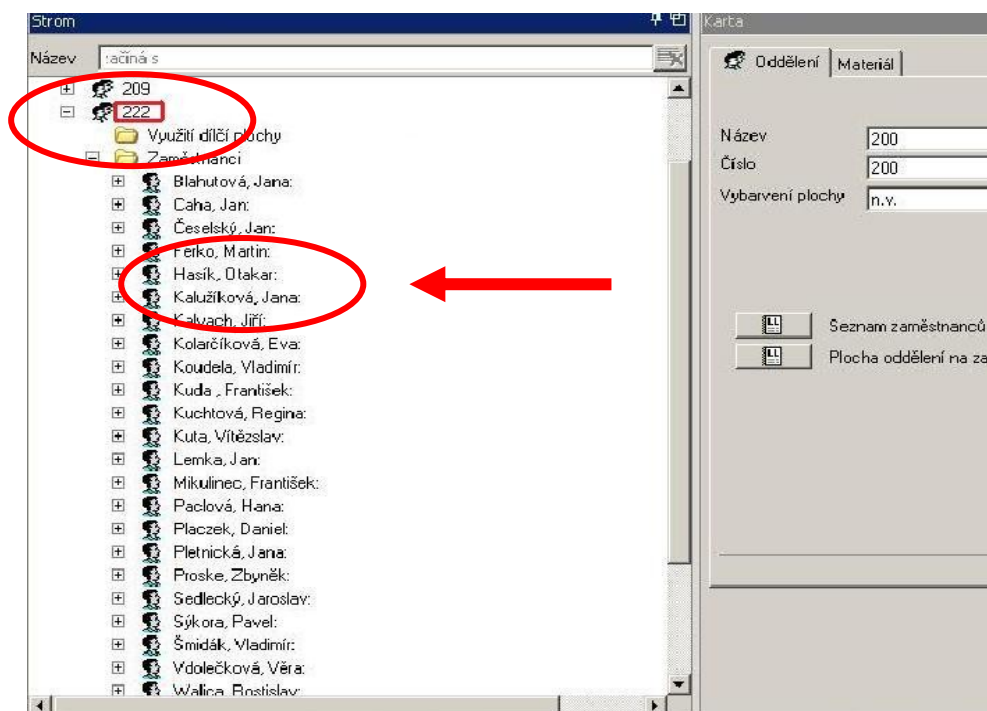 Strom
Název začíná s
209
222
Využití dílčí plochy
Zaměstnanci
Blahutová, Jana:
Caha, Jan:
Česelský, Jan:
Ferko, Martin:
Hasík, Otakar:
Kalužíková, Jana:
Kalvach, Jiří:
Kolarčíková, Eva:
Koudela, Vladimír:
Kuda , František:
Kuchtová, Regina:
Kuta, Vítězslav:
Lemka, Jan:
Mikulinec, František:
Paclová, Hana:
Placzek, Daniel:
Pletnická, Jana:
Proske, Zbyněk:
Sedlecký, Jaroslav:
Sýkora, Pavel:
Šmidák, Vladimír:
Vdolečková, Věra:
Walica, Rostislav:
Karta
Oddělení Materiál
Název 200
Číslo 200
Vybarvení plochy n.v.
Seznam zaměstnanců
Plocha oddělení na za